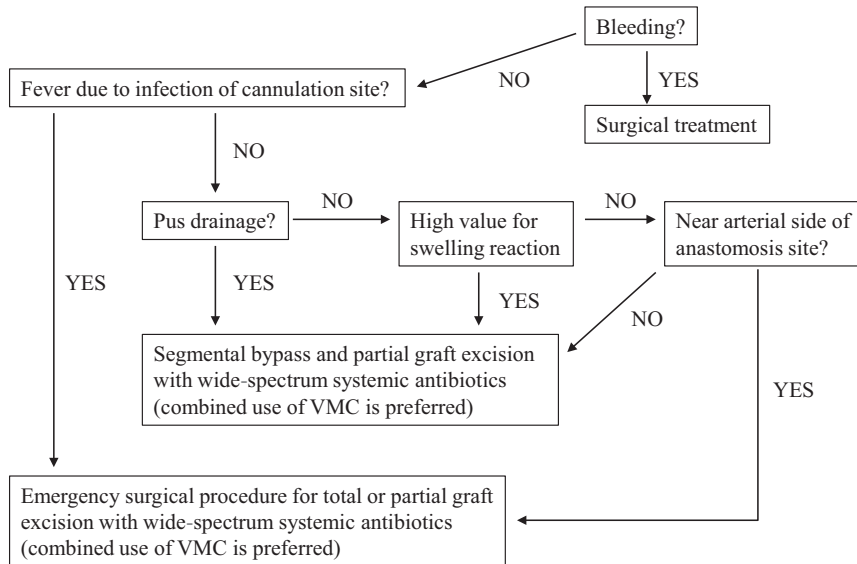 Bleeding?
NO
YES
Fever due to infection of cannulation site?
Surgical treatment
NO
Pus drainage?
NO
High value for
swelling reaction
NO
Near arterial side of
anastomosis site?
YES
YES
YES
NO
Segmental bypass and partial graft excision
with wide-spectrum systemic antibiotics
(combined use of VMC is preferred)
YES
Emergency surgical procedure for total or partial graft
excision with wide-spectrum systemic antibiotics
(combined use of VMC is preferred)